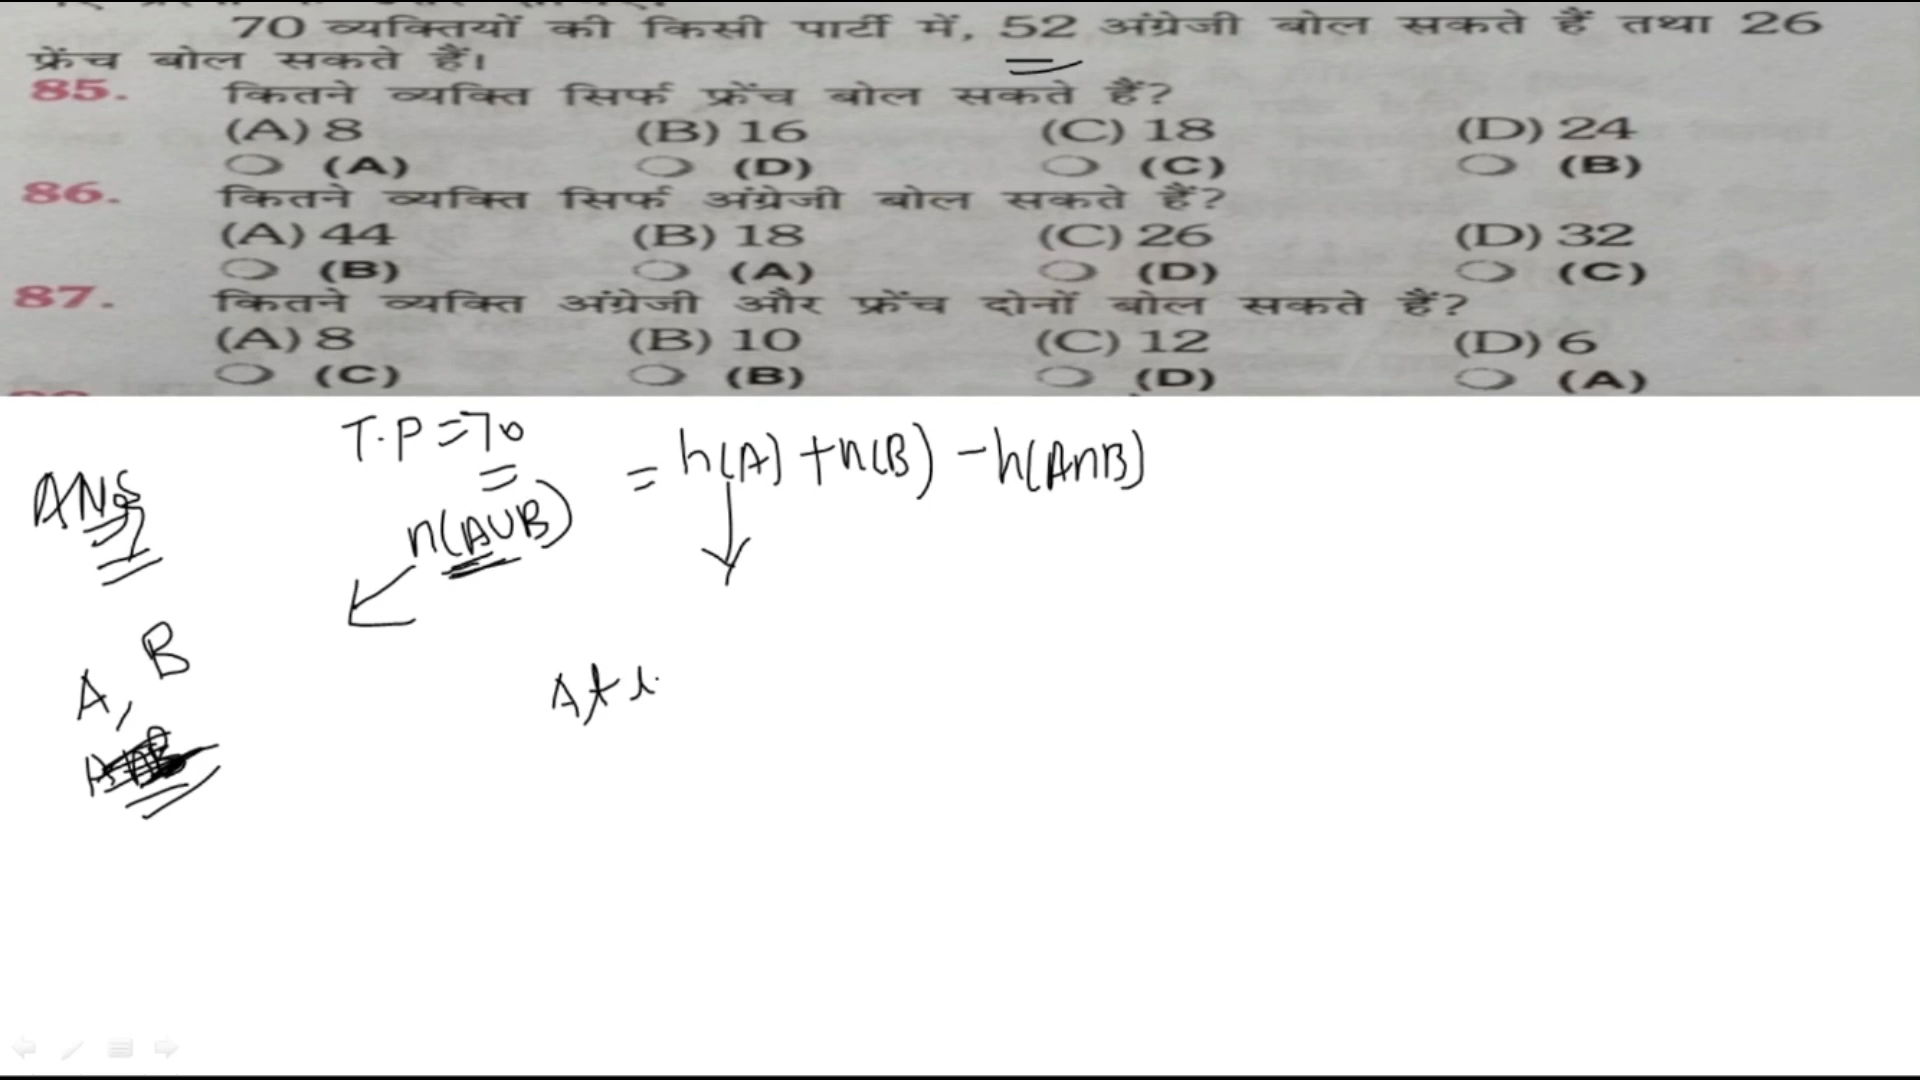 70 व्यक्तियों की किसी पार्टी में, 52 अंग्रेजी बोल सकते हैं तथा 26
फ्रेंच बोल सकते हैं।
85. कितने व्यक्ति सिर्फ फ्रेंच बोल सकते हैं?
(A) 8 (B) 16 (C) 18 (D) 24
(A) (D) (C) (B)
86. कितने व्यक्ति सिर्फ अंग्रेजी बोल सकते हैं?
(A) 44 (B) 18 (C) 26 (D) 32
(B) (A) (D) (C)
87. कितने व्यक्ति अंग्रेजी और फ्रेंच दोनों बोल सकते हैं?
(A) 8 (B) 10 (C) 12 (D) 6
(C) (B) (D) (A)
T.P = 70
ANS
n(A∪B) = n(A) + n(B) - n(A∩B)
A, B